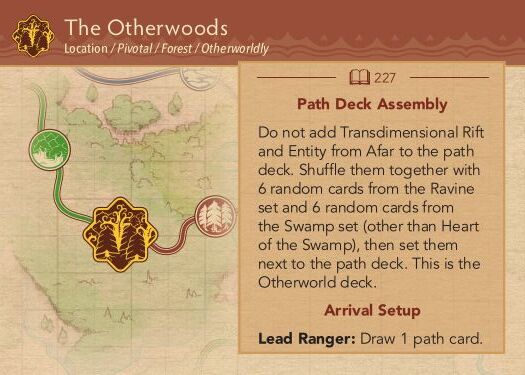 The Otherwoods
Location / Pivotal / Forest / Otherworldly
227
Path Deck Assembly
Do not add Transdimensional Rift
and Entity from Afar to the path
deck. Shuffle them together with
6 random cards from the Ravine
set and 6 random cards from
the Swamp set (other than Heart
of the Swamp), then set them
next to the path deck. This is the
Otherworld deck.
Arrival Setup
Lead Ranger: Draw 1 path card.